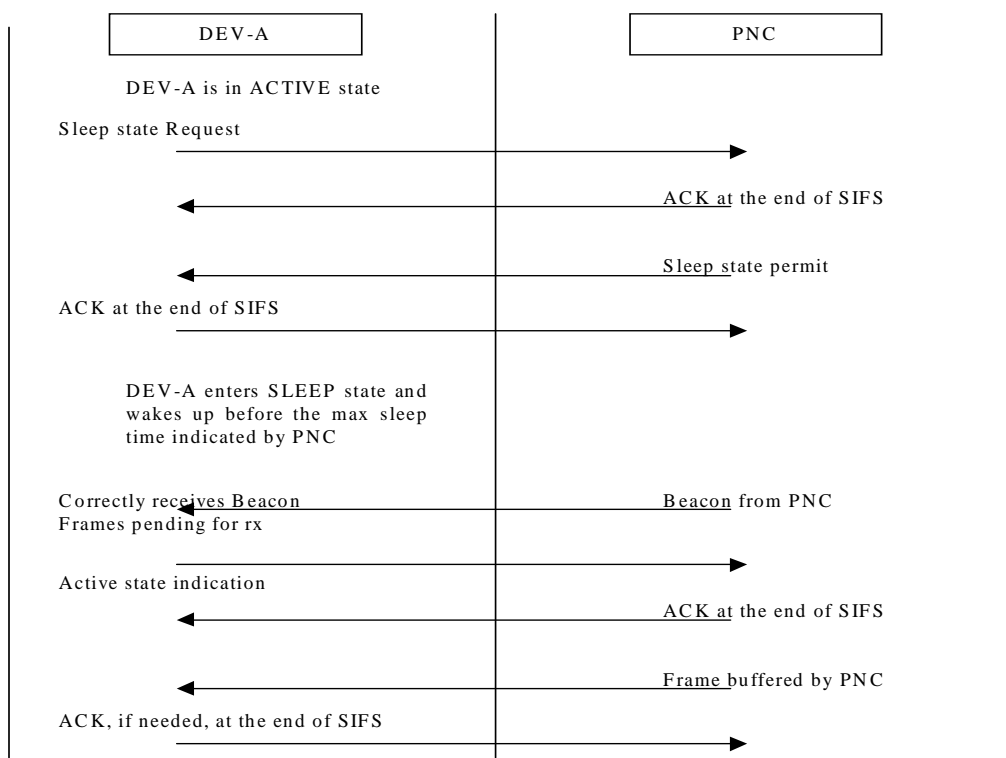 DEV-A
PNC
DEV-A is in ACTIVE state
Sleep state Request
ACK at the end of SIFS
Sleep state permit
ACK at the end of SIFS
DEV-A enters SLEEP state and
wakes up before the max sleep
time indicated by PNC
Correctly receives Beacon
Beacon from PNC
Frames pending for rx
Active state indication
ACK at the end of SIFS
Frame buffered by PNC
ACK, if needed, at the end of SIFS